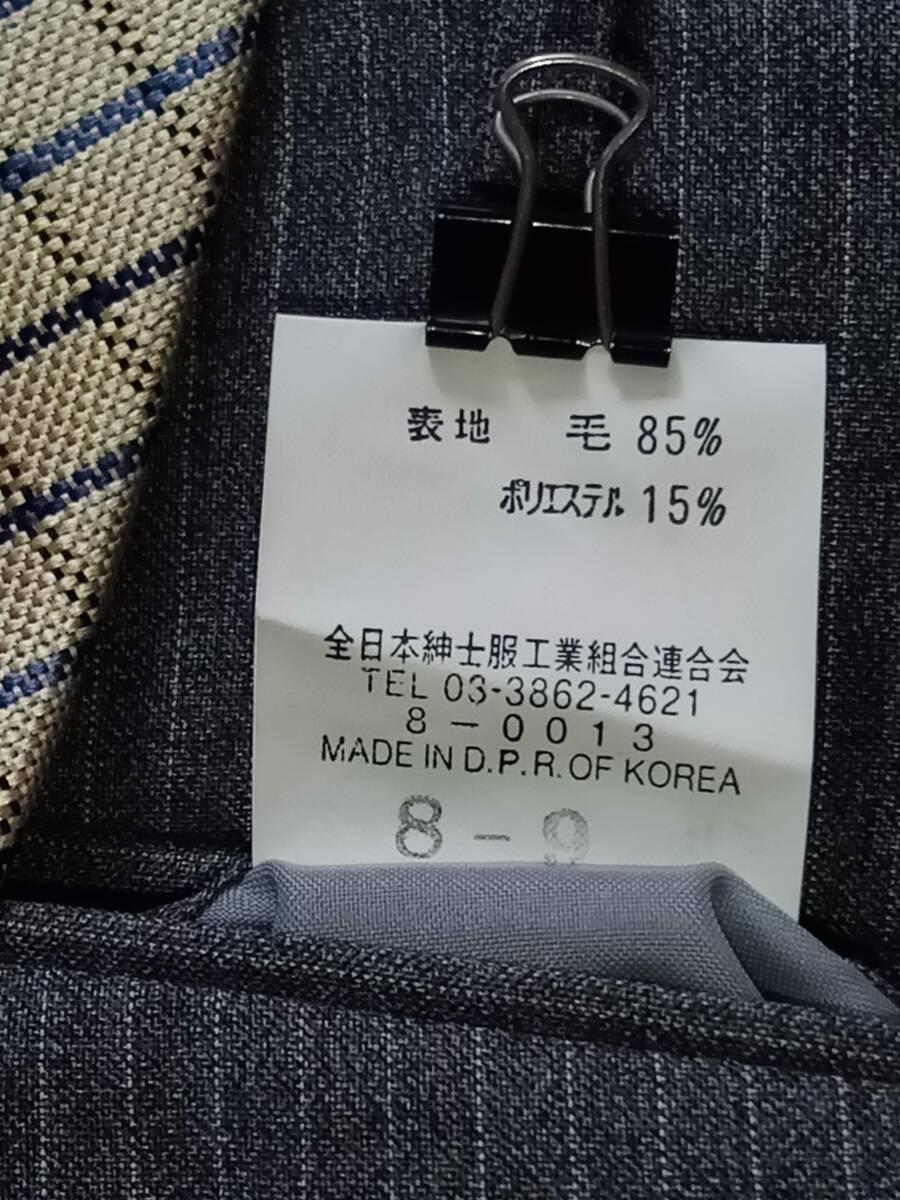 表地 毛 85%
ポリエステル 15%
全日本紳士服工業組合連合会
TEL 03-3862-4621
8-0013
MADE IN D.P.R. OF KOREA
8-9